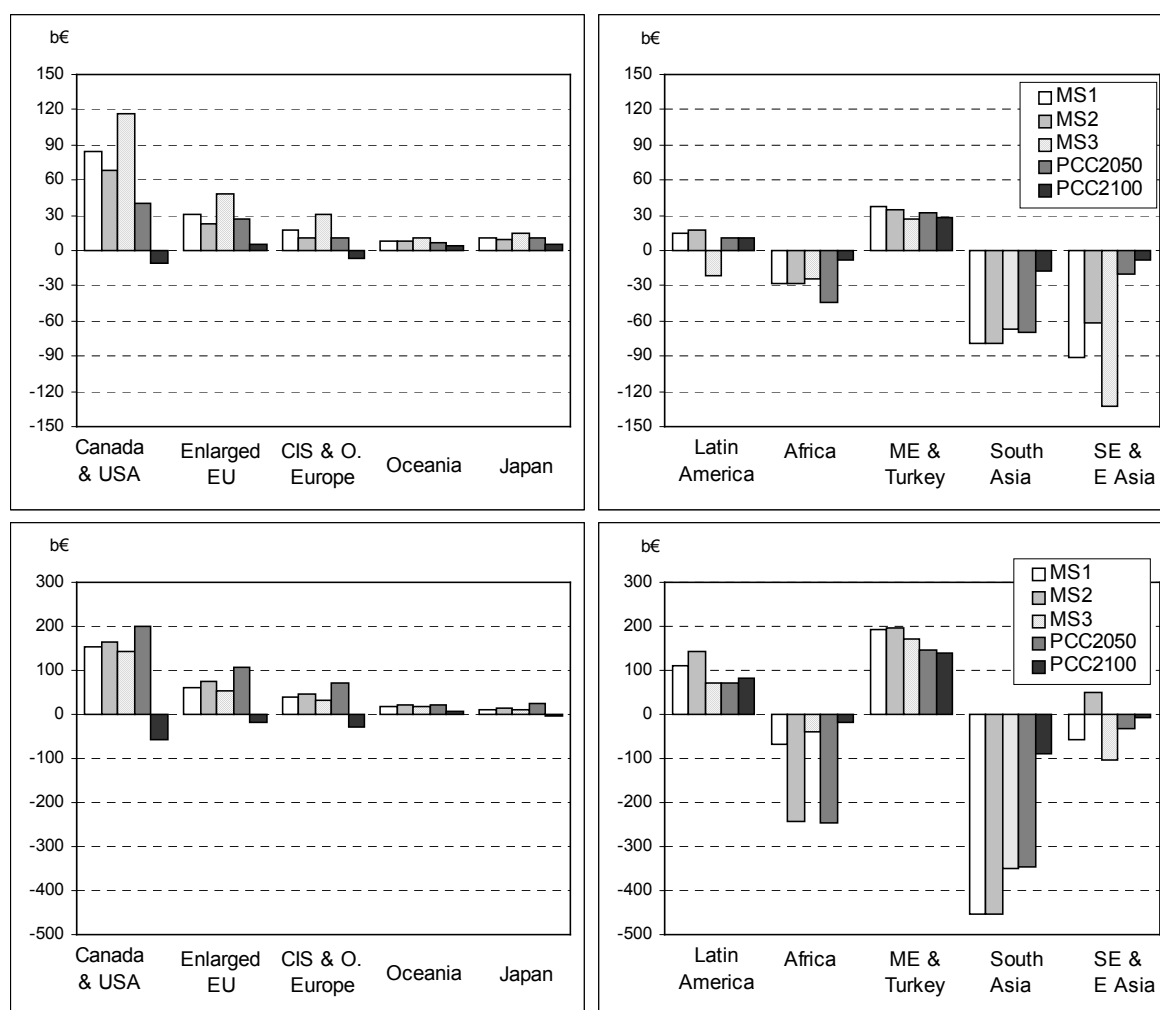 b€
150
120
90
60
30
0
-30
-60
-90
-120
-150
Canada
& USA
Enlarged
EU
CIS & O.
Europe
Oceania
Japan
b€
150
120
90
60
30
0
-30
-60
-90
-120
-150
MS1
MS2
MS3
PCC2050
PCC2100
Latin
America
Africa
ME &
Turkey
South
Asia
SE &
E Asia
b€
300
200
100
0
-100
-200
-300
-400
-500
Canada
& USA
Enlarged
EU
CIS & O.
Europe
Oceania
Japan
b€
300
200
100
0
-100
-200
-300
-400
-500
MS1
MS2
MS3
PCC2050
PCC2100
Latin
America
Africa
ME &
Turkey
South
Asia
SE &
E Asia